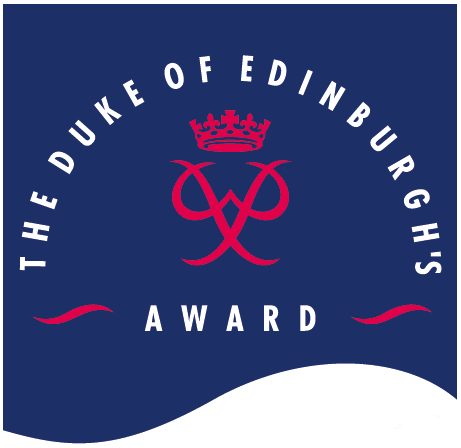 THE DUKE OF EDINBURGH'S
AWARD